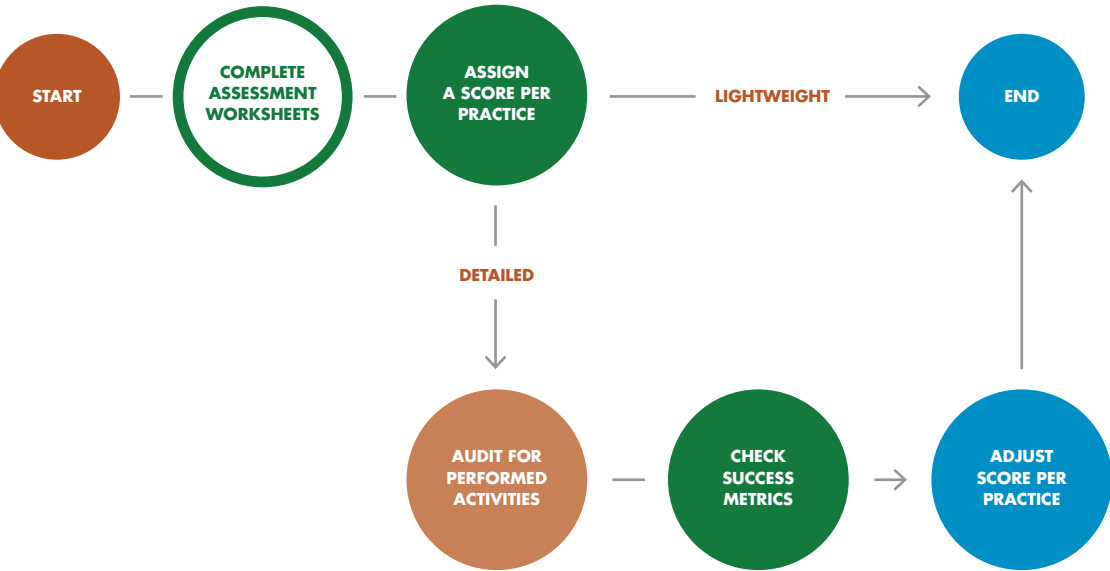 START
COMPLETE
ASSESSMENT
WORKSHEETS
ASSIGN
A SCORE PER
PRACTICE
LIGHTWEIGHT
END
DETAILED
AUDIT FOR
PERFORMED
ACTIVITIES
CHECK
SUCCESS
METRICS
ADJUST
SCORE PER
PRACTICE